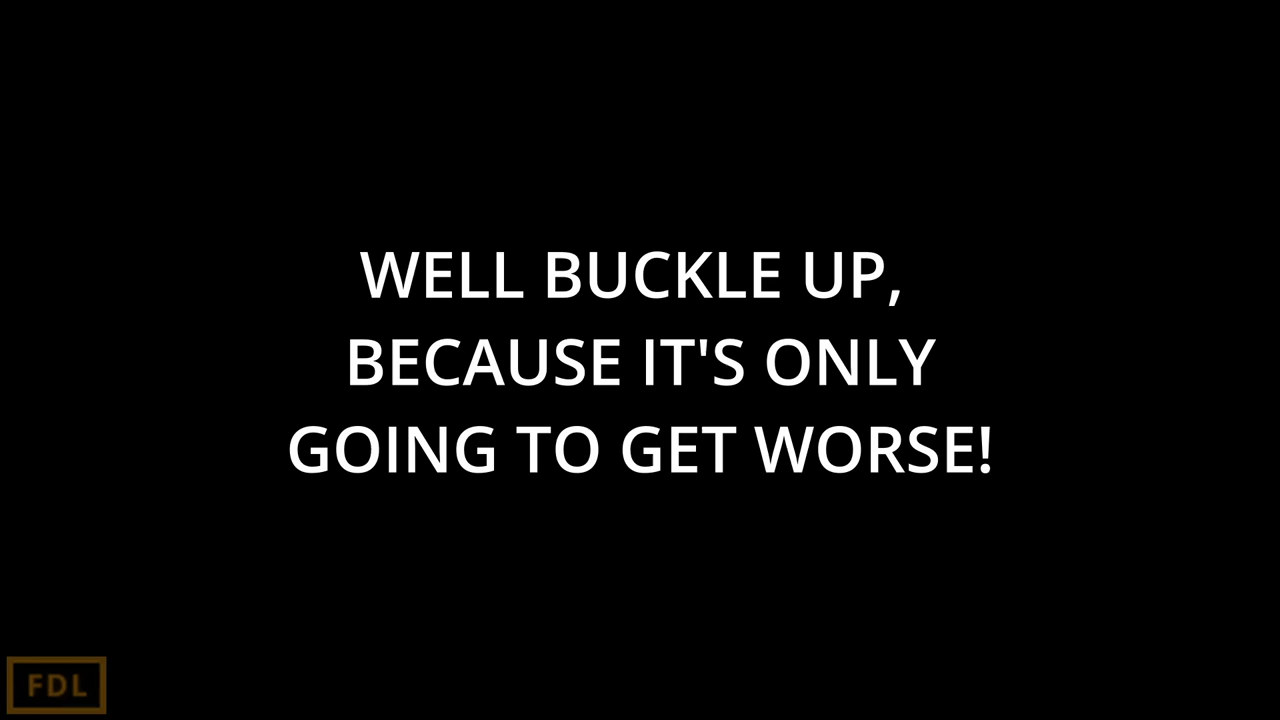 WELL BUCKLE UP,
BECAUSE IT'S ONLY
GOING TO GET WORSE!
FDL